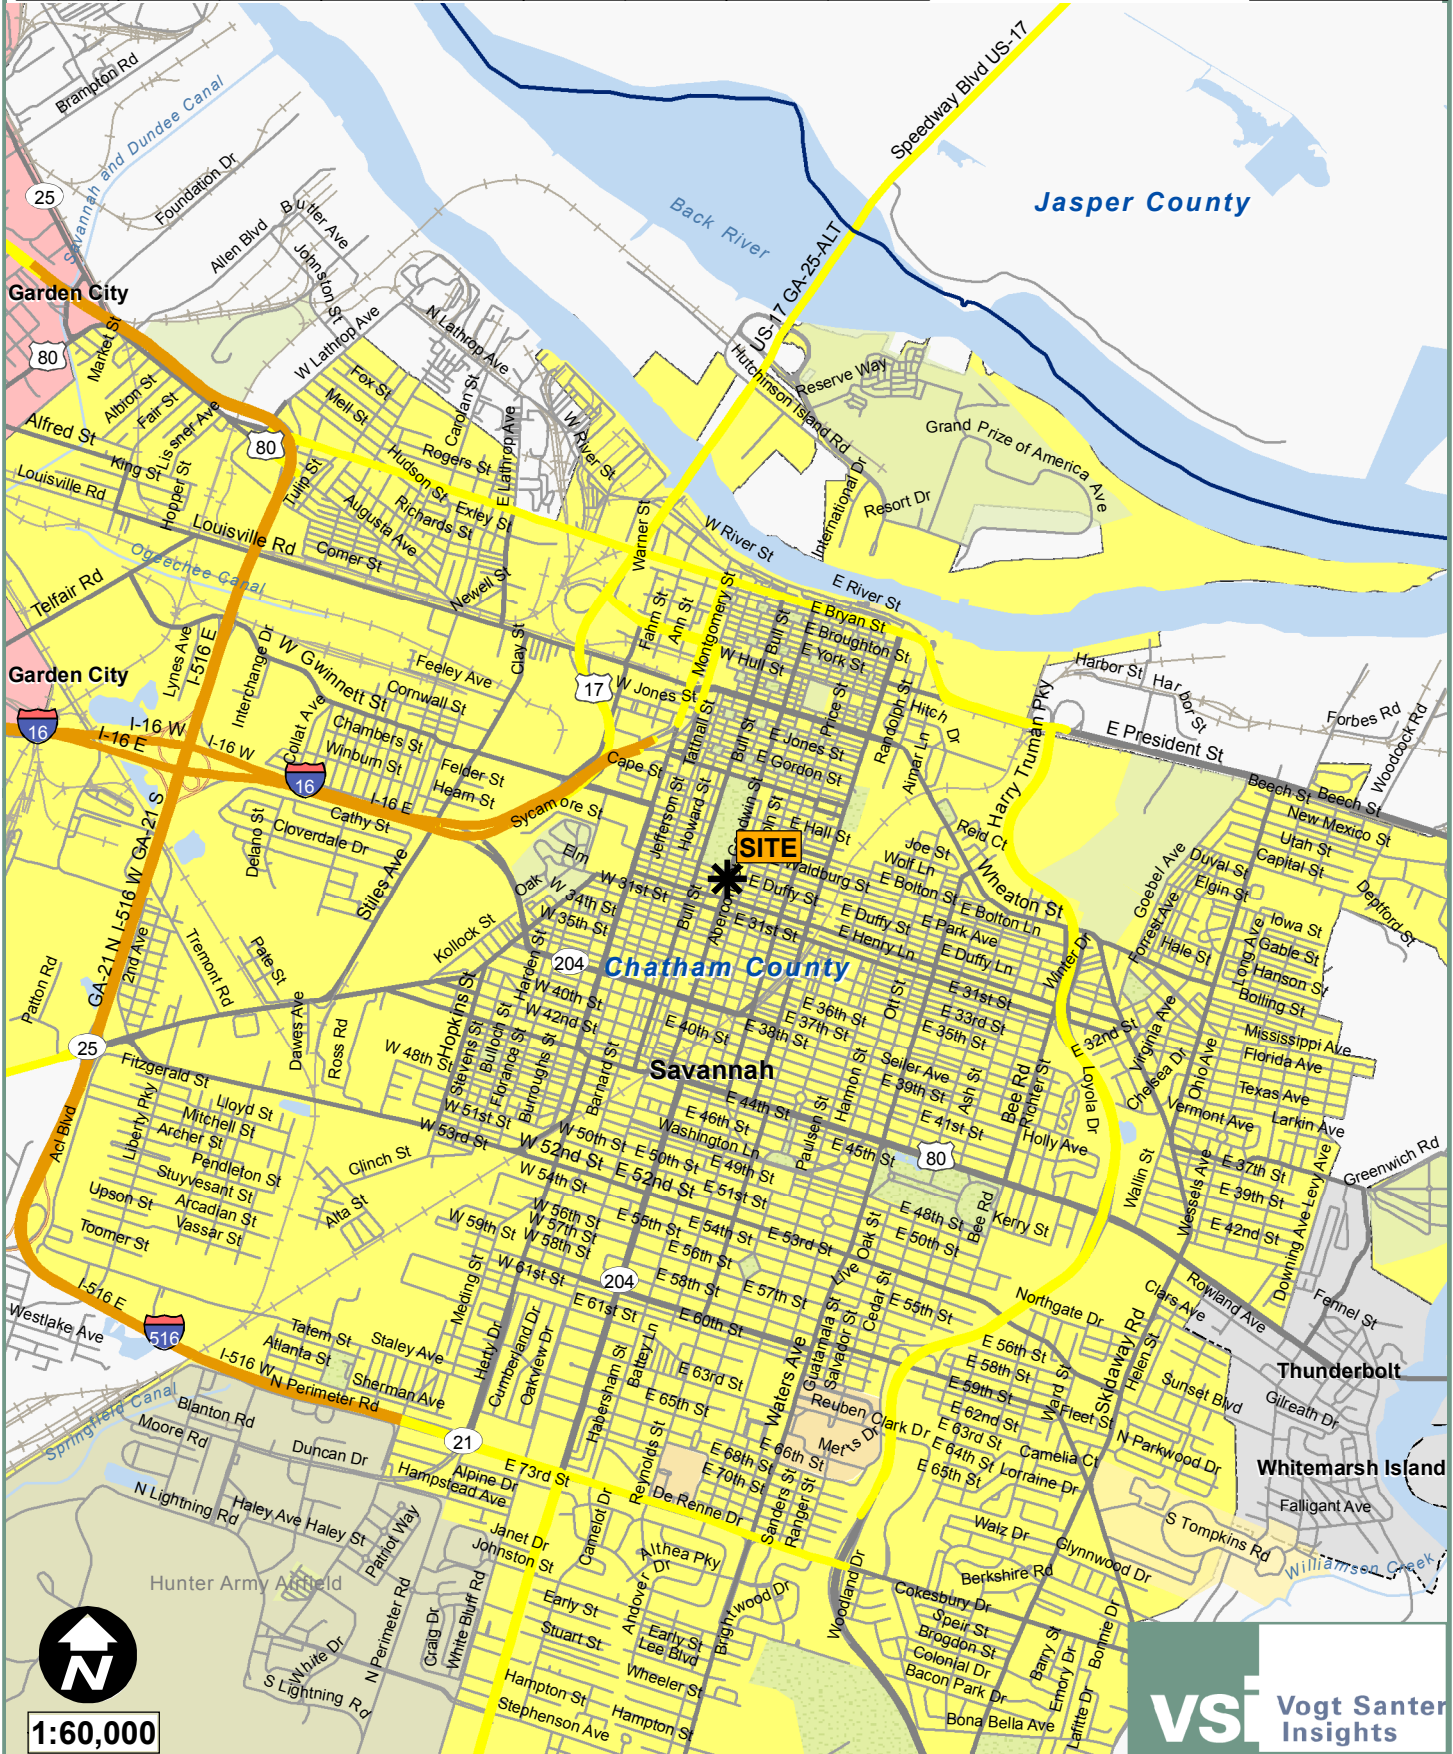 Speedway Blvd US-17
Brampton Rd
Savannah and Dundee Canal
Foundation Dr
25
Butler Ave
Allen Blvd
Johnston St
Back River
Jasper County
US-17 GA-25-ALT
Garden City
80
Market St
W Lathrop Ave
N Lathrop Ave
Hutchinson Island Rd
Reserve Way
Grand Prize of America Ave
Albion St
Fair St
Lissner Ave
Fox St
Mell St
Carolan St
Rogers St
E Lathrop Ave
W River St
Alfred St
King St
80
Hudson St
Louisville Rd
Hopper St
Tulip St
Augusta Ave
Richards St
Exley St
International Dr
Resort Dr
Warner St
W River St
Louisville Rd
Comer St
Ogeechee Canal
Telfair Rd
Newell St
E River St
E Bryan St
Fahm St
Ann St
Montgomery St
Bull St
E Broughton St
E York St
W Hull St
Lynes Ave
I-516 E
Interchange Dr
W Gwinnett St
Feeley Ave
Cornwall St
Clay St
Garden City
17
W Jones St
Harbor St
Harbor St
Forbes Rd
Woodcock Rd
16
I-16 W
I-16 E
I-16 W
Collat Ave
Chambers St
Winburn St
Felder St
Hearn St
Tattnall St
Bull St
Price St
E Jones St
E Gordon St
Randolph St
Hitch Dr
Aimar Ln
Harry Truman Pky
E President St
Cape St
16
I-16 E
Sycamore St
Cathy St
Cloverdale Dr
Delano St
Stiles Ave
Jefferson St
Howard St
E Hall St
SITE
Beech St
Beech St
New Mexico St
Utah St
Capital St
Reid Ct
Joe St
Wolf Ln
Waldburg St
E Bolton St
Wheaton St
E Bolton Ln
Goebel Ave
Duval St
Elgin St
Deptford St
Elm
Oak
W 31st St
W 34th St
W 35th St
E Duffy St
E Duffy St
E 31st St
E Henry Ln
E Park Ave
E Duffy Ln
Bull St
Forrest Ave
Hale St
Long Ave
Iowa St
Gable St
Hanson St
Bolling St
GA-21 N I-516 W GA-21 S
2nd Ave
Tremont Rd
Pate St
Kollock St
Harden St
204
Chatham County
Winter Dr
Patton Rd
Dawes Ave
Ross Rd
Hopkins St
W 40th St
W 42nd St
E 31st St
E 33rd St
E 35th St
E 36th St
E 37th St
E 38th St
E 40th St
Ott St
E 32nd St
Virginia Ave
Mississippi Ave
Florida Ave
25
Fitzgerald St
W 48th St
Stevens St
Bulloch St
Florance St
Burroughs St
Barnard St
Savannah
Harmon St
Seiler Ave
E 39th St
Ash St
Bee Rd
Richter St
Loyola Dr
Chelsea Dr
Ohio Ave
Texas Ave
Vermont Ave
Larkin Ave
Acl Blvd
Liberty Pky
Lloyd St
Mitchell St
Archer St
Pendleton St
Stuyvesant St
Upson St
Arcadian St
Vassar St
Toomer St
Clinch St
Alta St
W 51st St
W 53rd St
W 52nd St
W 50th St
W 54th St
E 44th St
E 46th St
Washington Ln
E 50th St
E 49th St
E 52nd St
E 51st St
Paulsen St
E 45th St
E 41st St
Holly Ave
80
Wallin St
Wessels Ave
E 37th St
E 39th St
E 42nd St
Downing Ave Levy Ave
Greenwich Rd
W 56th St
W 57th St
W 58th St
W 59th St
W 61st St
E 55th St
E 54th St
E 53rd St
E 56th St
E 48th St
E 50th St
Bee Rd
Kerry St
Live Oak St
Meding St
204
E 58th St
E 57th St
E 61st St
E 60th St
Cedar St
E 55th St
Northgate Dr
Clars Ave
Rowland Ave
Fennel St
I-516 E
516
Westlake Ave
Tatem St
Atlanta St
Staley Ave
I-516 W
N Perimeter Rd
Sherman Ave
Herty Dr
Cumberland Dr
Oakview Dr
Habersham St
Battey Ln
E 63rd St
E 65th St
Waters Ave
Guatamala St
Salvador St
Reuben Clark Dr
Metts Dr
E 56th St
E 58th St
E 59th St
E 62nd St
E 63rd St
E 64th St
E 65th St
Ward St
Fleet St
Camelia Ct
Lorraine Dr
Skidaway Rd
Helen St
Sunset Blvd
N Parkwood Dr
Thunderbolt
Gilreath Dr
Springfield Canal
Blanton Rd
Moore Rd
Duncan Dr
21
Hampstead Ave
Alpine Dr
E 73rd St
Reynolds St
E 68th St
E 66th St
E 70th St
De Renne Dr
Sanders St
Ranger St
Whitemarsh Island
Falligant Ave
N Lightning Rd
Haley Ave Haley St
Patriot Way
Janet Dr
Johnston St
Camelot Dr
Althea Pky
Andover Dr
Walz Dr
Glynnwood Dr
S Tompkins Rd
Williamson Creek
Hunter Army Airfield
Early St
Stuart St
Brightwood Dr
Woodland Dr
Berkshire Rd
Cokesbury Dr
Speir St
Brogdon St
Colonial Dr
Bacon Park Dr
Bona Bella Ave
Barry St
Emory Dr
Bonnie Dr
Lafitte Dr
N Perimeter Rd
Craig Dr
White Bluff Rd
White Dr
S Lightning Rd
Early St
Lee Blvd
Wheeler St
Hampton St
Stephenson Ave
Hampton St
N
1:60,000
vsi Vogt Santer
Insights